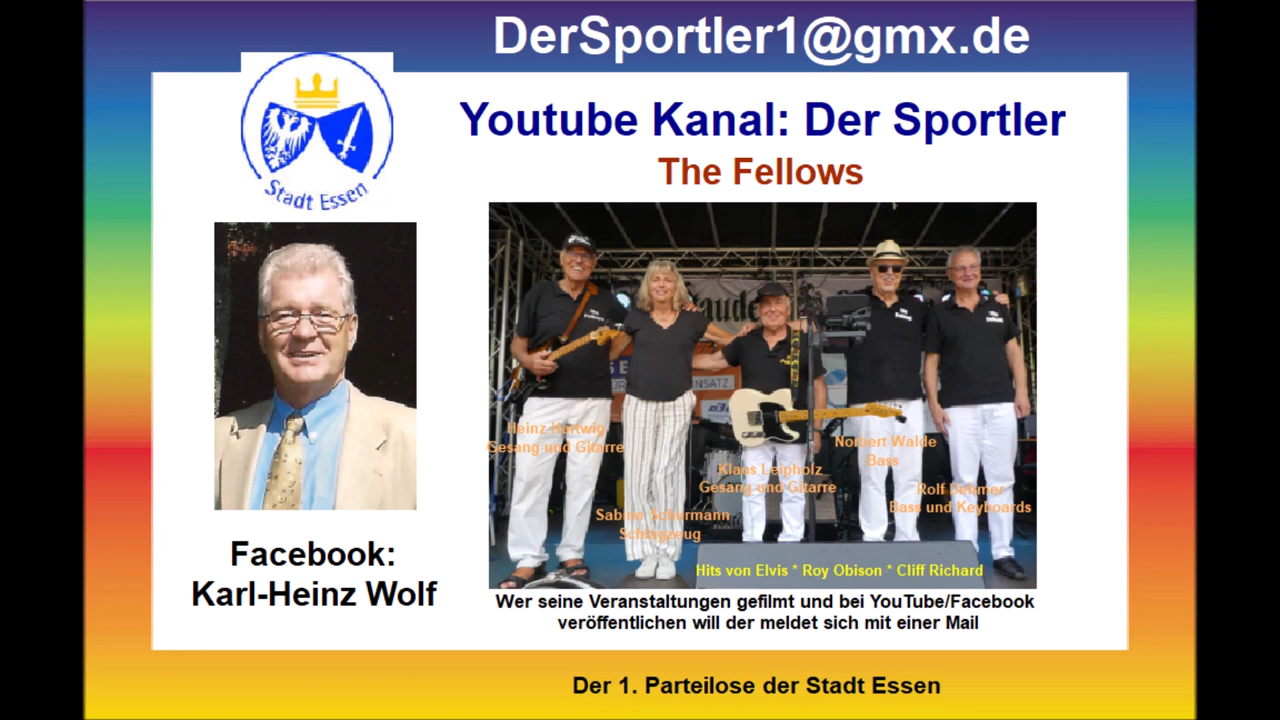 DerSportler1@gmx.de
Stadt Essen
Youtube Kanal: Der Sportler
The Fellows
Heinz Hartwig
Gesang und Gitarre
Sabine
Schlagzeug
Klaus Leipholz
Gesang und Gitarre
Norbert Walde
Bass
Rolf
Bass und Keyboards
Hits von Elvis * Roy Obison * Cliff Richard
Facebook:
Karl-Heinz Wolf
Wer seine Veranstaltungen gefilmt und bei YouTube/Facebook
veröffentlichen will der meldet sich mit einer Mail
Der 1. Parteilose der Stadt Essen